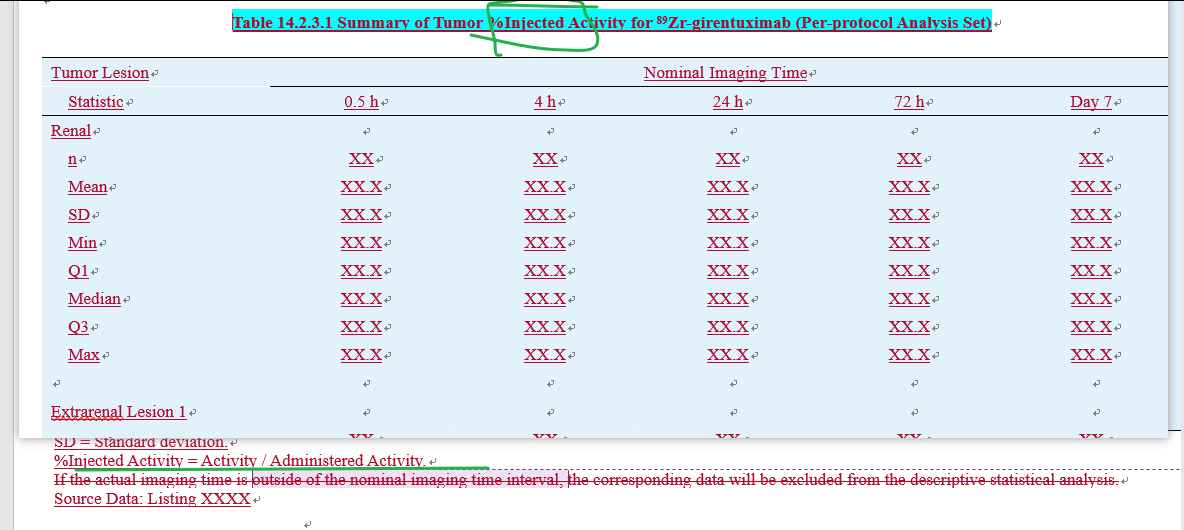 Table 14.2.3.1 Summary of Tumor %Injected Activity for ⁸⁹Zr-girentuximab (Per-protocol Analysis Set)
Tumor Lesion Nominal Imaging Time
Statistic 0.5 h 4 h 24 h 72 h Day 7
Renal
n XX XX XX XX XX
Mean XX.X XX.X XX.X XX.X XX.X
SD XX.X XX.X XX.X XX.X XX.X
Min XX.X XX.X XX.X XX.X XX.X
Q1 XX.X XX.X XX.X XX.X XX.X
Median XX.X XX.X XX.X XX.X XX.X
Q3 XX.X XX.X XX.X XX.X XX.X
Max XX.X XX.X XX.X XX.X XX.X
Extrarenal Lesion 1
SD = Standard deviation.
%Injected Activity = Activity / Administered Activity.
If the actual imaging time is outside of the nominal imaging time interval, the corresponding data will be excluded from the descriptive statistical analysis.
Source Data: Listing XXXX